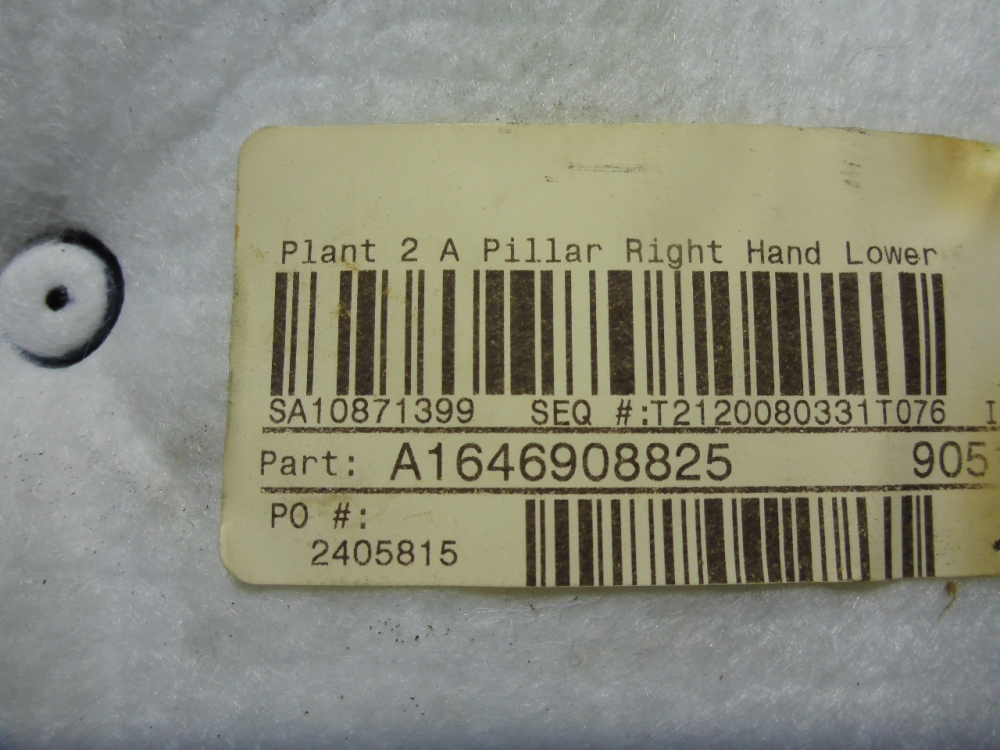 Plant 2 A Pillar Right Hand Lower
SA10871399 SEQ #:T2120080331T076 I
Part: A1646908825 905
PO #:
2405815